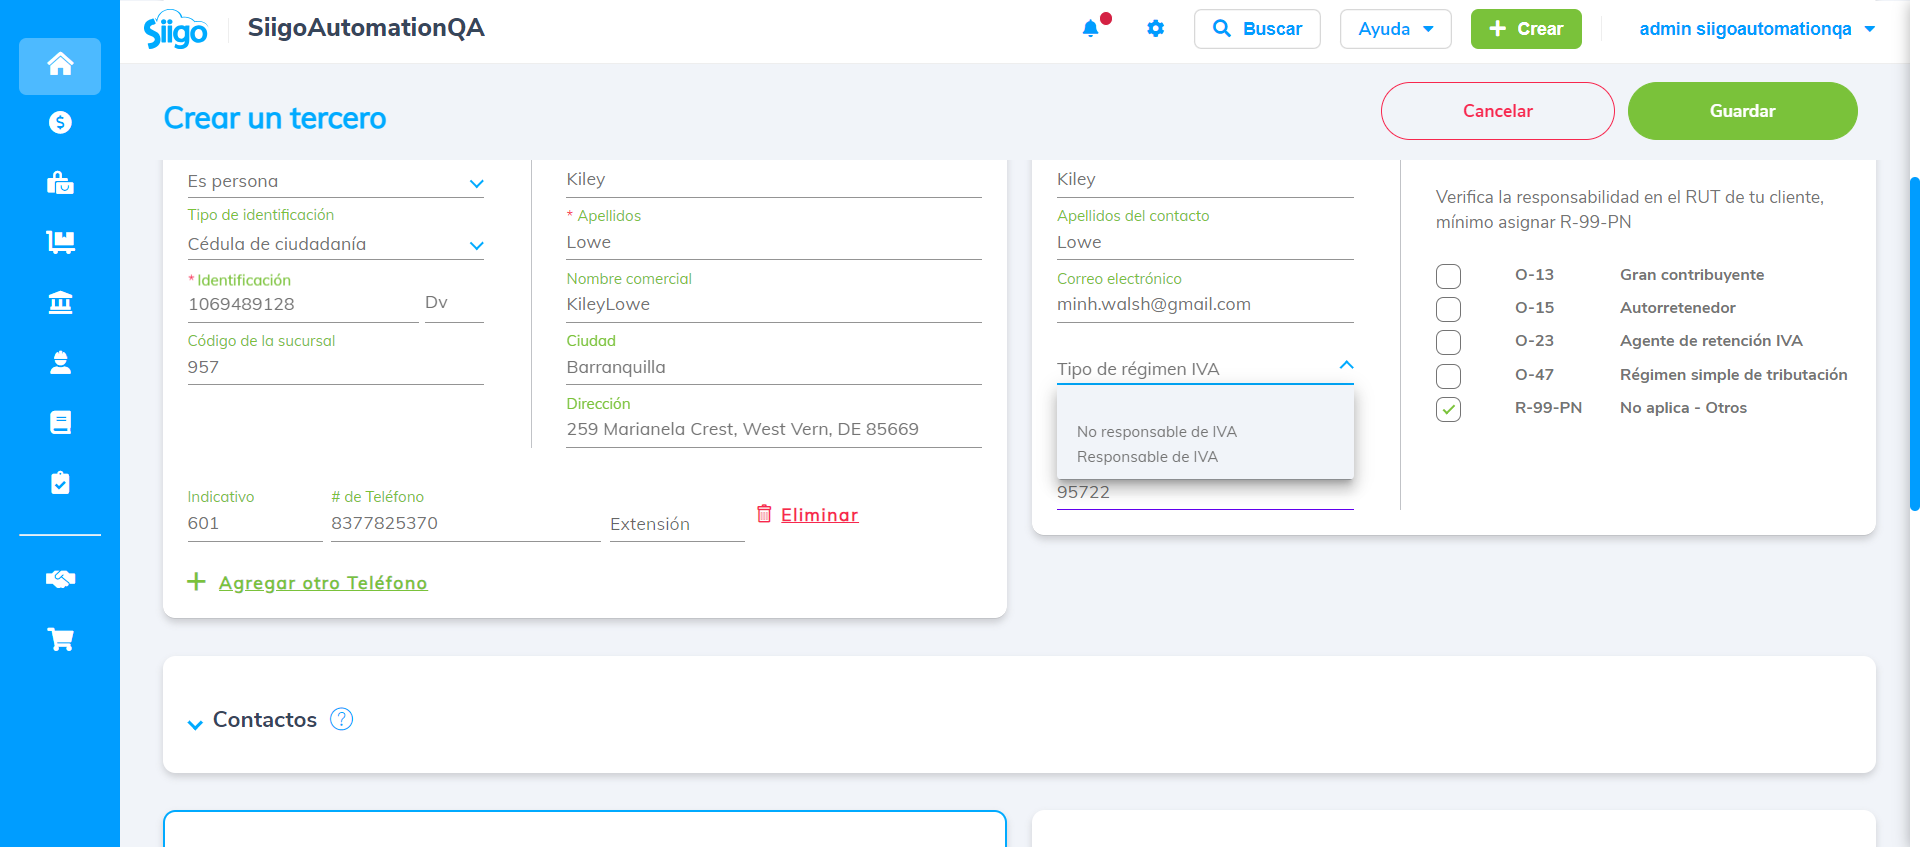 Siigo
SiigoAutomationQA
Buscar
Ayuda
Crear
admin siigoautomationqa
Crear un tercero
Cancelar
Guardar
Es persona
Tipo de identificación
Cédula de ciudadanía
* Identificación
1069489128
Dv
Código de la sucursal
957
Kiley
* Apellidos
Lowe
Nombre comercial
KileyLowe
Ciudad
Barranquilla
Dirección
259 Marianela Crest, West Vern, DE 85669
Indicativo
601
# de Teléfono
8377825370
Extensión
Eliminar
Agregar otro Teléfono
Kiley
Apellidos del contacto
Lowe
Correo electrónico
minh.walsh@gmail.com
Tipo de régimen IVA
No responsable de IVA
Responsable de IVA
95722
Verifica la responsabilidad en el RUT de tu cliente,
mínimo asignar R-99-PN
O-13 Gran contribuyente
O-15 Autorretenedor
O-23 Agente de retención IVA
O-47 Régimen simple de tributación
R-99-PN No aplica - Otros
Contactos ?